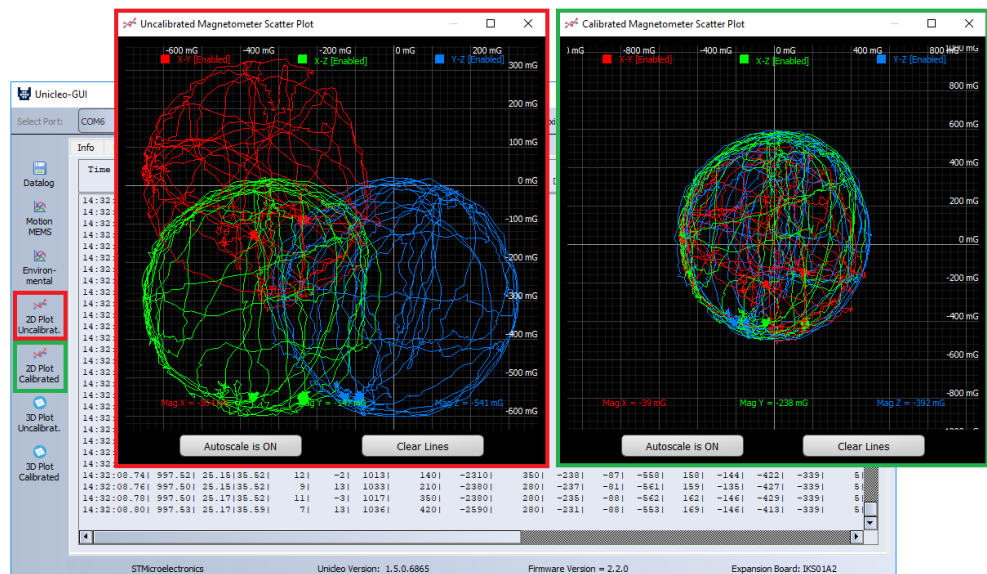 Uncalibrated Magnetometer Scatter Plot
-600 mG -400 mG -200 mG 0 mG 200 mG
X-Y [Enabled] X-Z [Enabled] Y-Z [Enabled]
300 mG
200 mG
100 mG
0 mG
-100 mG
-200 mG
-300 mG
-400 mG
-500 mG
-600 mG
Mag Z = -541 mG
Autoscale is ON Clear Lines
Calibrated Magnetometer Scatter Plot
-800 mG -400 mG 0 mG 400 mG 800 mG
X-Y [Enabled] X-Z [Enabled] Y-Z [Enabled]
800 mG
600 mG
400 mG
200 mG
0 mG
-200 mG
-400 mG
-600 mG
-800 mG
Mag X = -39 mG Mag Y = -238 mG Mag Z = -392 mG
Autoscale is ON Clear Lines
Unicleo-GUI
Select Port: COM6
Info
Time
Datalog
Motion
MEMS
Environ-
mental
2D Plot
Uncalibrat.
2D Plot
Calibrated
3D Plot
Uncalibrat.
3D Plot
Calibrated
14:32:08.74| 997.52| 25.15|35.52| 12| -2| 1013| 140| -2310| 350| -238| -87| -558| 158| -144| -422| -339| 5|
14:32:08.76| 997.50| 25.15|35.52| 9| 13| 1033| 210| -2380| 280| -237| -81| -561| 159| -135| -427| -339| 5|
14:32:08.78| 997.50| 25.17|35.52| 11| -3| 1017| 350| -2380| 280| -235| -88| -562| 162| -146| -429| -339| 5|
14:32:08.80| 997.53| 25.17|35.59| 7| 13| 1036| 420| -2590| 280| -231| -88| -553| 169| -146| -413| -339| 5|
STMicroelectronics Unicleo Version: 1.5.0.6865 Firmware Version = 2.2.0 Expansion Board: IKS01A2